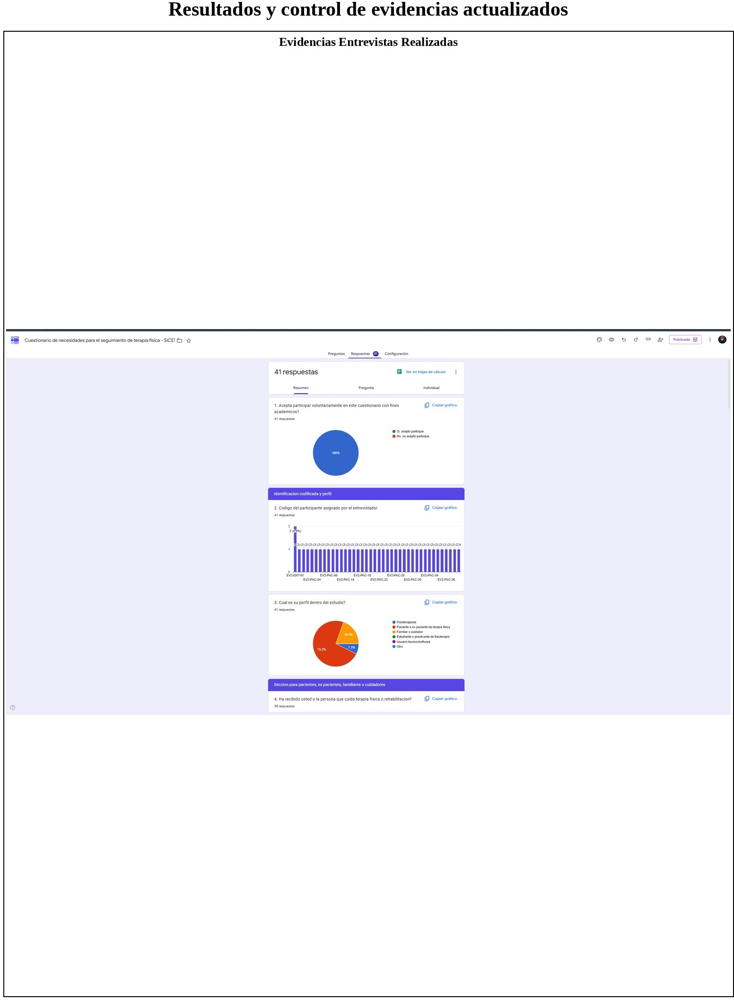 Resultados y control de evidencias actualizados
Evidencias Entrevistas Realizadas
Cuestionario de necesidades para el seguimiento de terapia fisica - SICST
Publicado
Preguntas
Respuestas 41
Configuración
41 respuestas
Ver en Hojas de cálculo
Resumen
Pregunta
Individual
1. Acepta participar voluntariamente en este cuestionario con fines
academicos?
Copiar gráfico
41 respuestas
Si, acepto participar.
No, no acepto participar.
100%
Identificacion codificada y perfil
2. Codigo del participante asignado por el entrevistador
Copiar gráfico
41 respuestas
2
2 (4.9%)
1
0
EV2-ENT-01
EV2-PAC-08
EV2-PAC-18
EV2-PAC-26
EV2-PAC-34
EV2-PAC-04
EV2-PAC-14
EV2-PAC-22
EV2-PAC-30
EV2-PAC-38
3. Cual es su perfil dentro del estudio?
Copiar gráfico
41 respuestas
Fisioterapeuta
Paciente o ex paciente de terapia fisica
Familiar o cuidador
Estudiante o practicante de fisioterapia
Usuario tecnico/software
Otro
19.5%
7.3%
73.2%
Seccion para pacientes, ex pacientes, familiares o cuidadores
4. Ha recibido usted o la persona que cuida terapia fisica o rehabilitacion?
Copiar gráfico
38 respuestas